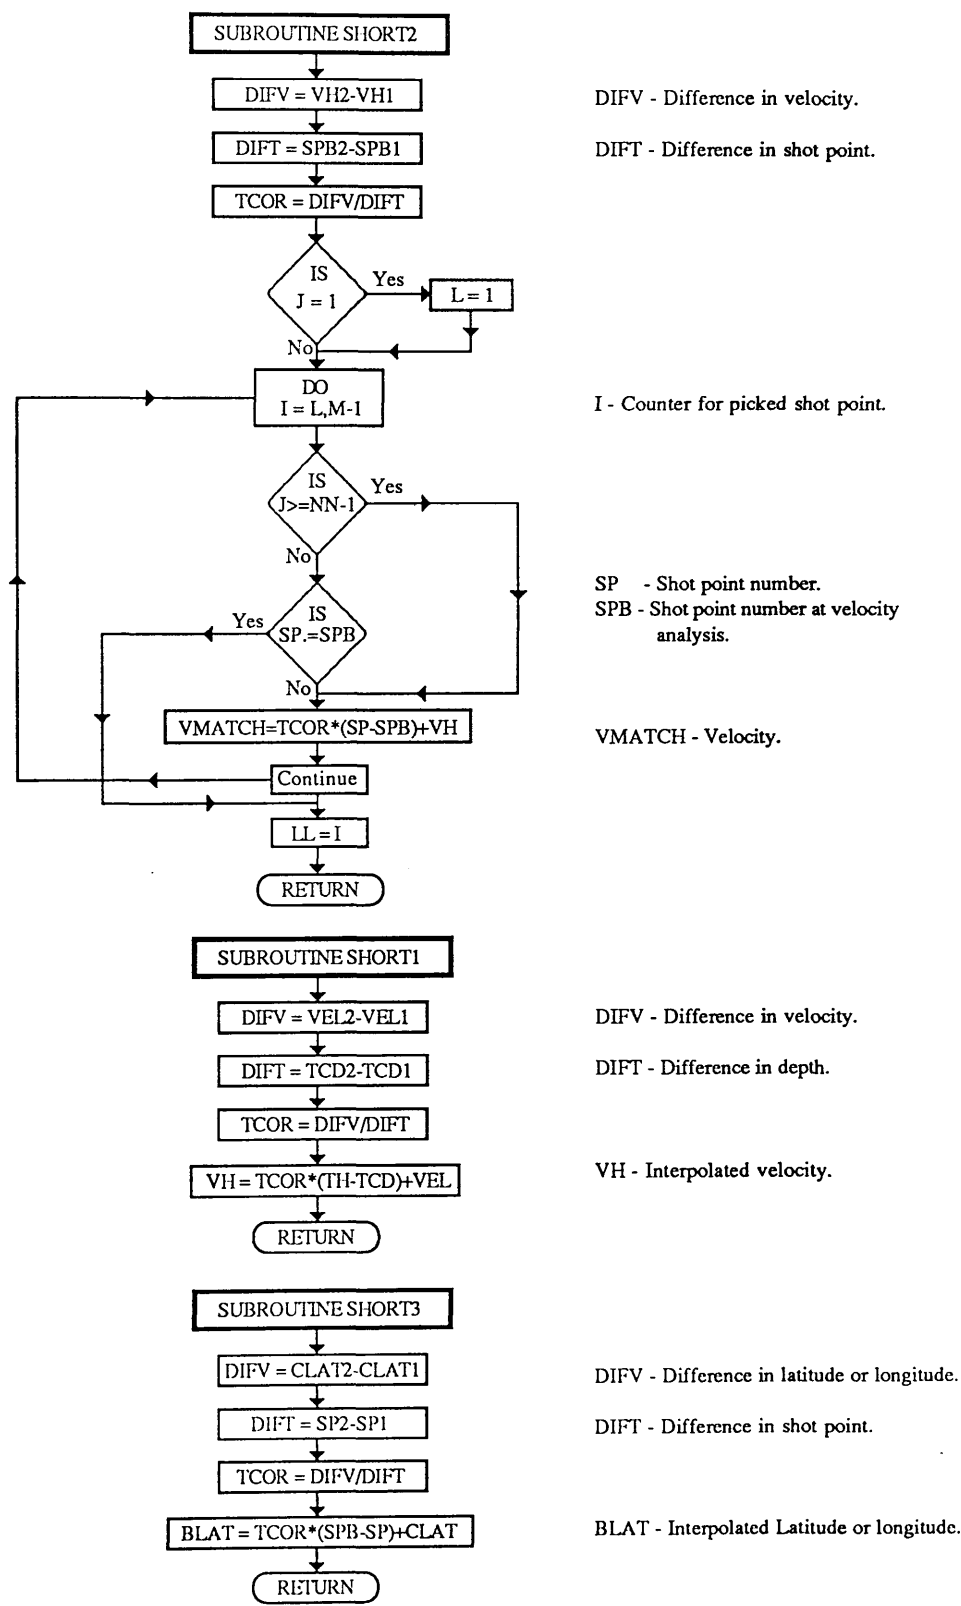 SUBROUTINE SHORT2
DIFV = VH2-VH1
DIFV - Difference in velocity.
DIFT = SPB2-SPB1
DIFT - Difference in shot point.
TCOR = DIFV/DIFT
IS
J = 1
Yes
L = 1
No
DO
I = L,M-1
I - Counter for picked shot point.
IS
J>=NN-1
Yes
No
SP - Shot point number.
SPB - Shot point number at velocity
analysis.
IS
SP.=SPB
Yes
No
VMATCH=TCOR*(SP-SPB)+VH
VMATCH - Velocity.
Continue
LL = I
RETURN
SUBROUTINE SHORT1
DIFV = VEL2-VEL1
DIFV - Difference in velocity.
DIFT = TCD2-TCD1
DIFT - Difference in depth.
TCOR = DIFV/DIFT
VH = TCOR*(TH-TCD)+VEL
VH - Interpolated velocity.
RETURN
SUBROUTINE SHORT3
DIFV = CLAT2-CLAT1
DIFV - Difference in latitude or longitude.
DIFT = SP2-SP1
DIFT - Difference in shot point.
TCOR = DIFV/DIFT
BLAT = TCOR*(SPB-SP)+CLAT
BLAT - Interpolated Latitude or longitude.
RETURN